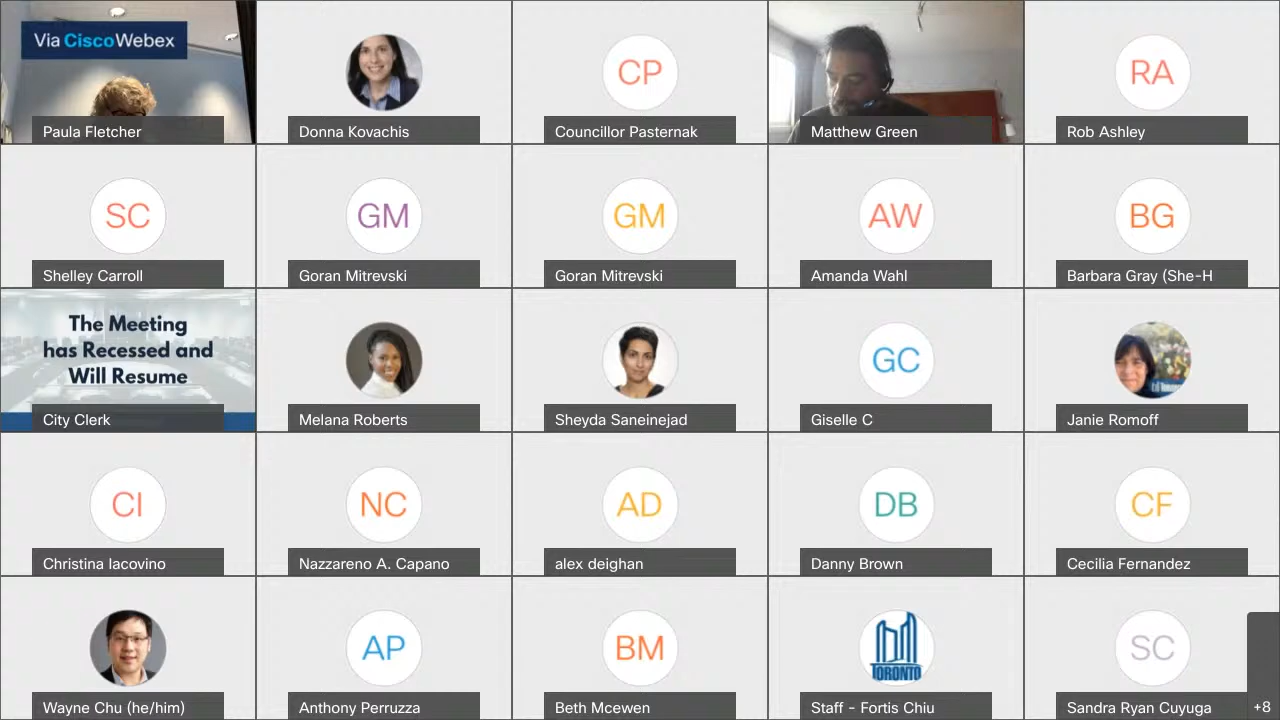 Via Cisco Webex
Paula Fletcher
Donna Kovachis
CP
Councillor Pasternak
Matthew Green
RA
Rob Ashley
SC
Shelley Carroll
GM
Goran Mitrevski
GM
Goran Mitrevski
AW
Amanda Wahl
BG
Barbara Gray (She-H
The Meeting
has Recessed and
Will Resume
City Clerk
Melana Roberts
Sheyda Saneinejad
GC
Giselle C
Janie Romoff
CI
Christina Iacovino
NC
Nazzareno A. Capano
AD
alex deighan
DB
Danny Brown
CF
Cecilia Fernandez
Wayne Chu (he/him)
AP
Anthony Perruzza
BM
Beth Mcewen
TORONTO
Staff - Fortis Chiu
SC
Sandra Ryan Cuyuga
+8